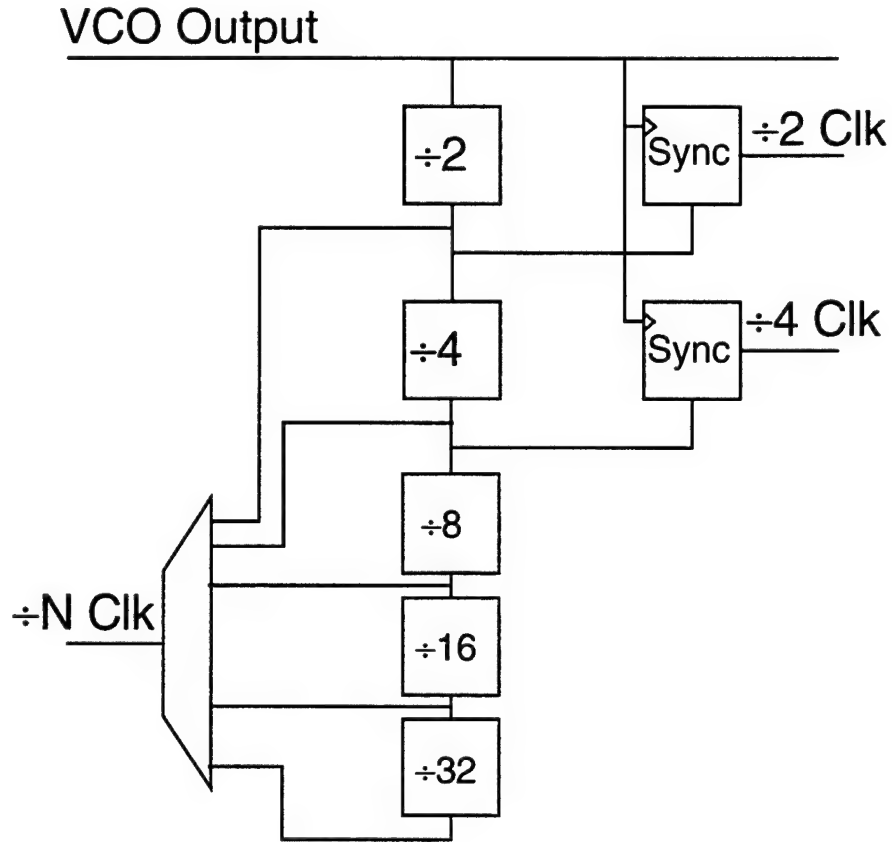 VCO Output
÷2
Sync
÷2 Clk
÷4
Sync
÷4 Clk
÷8
÷N Clk
÷16
÷32